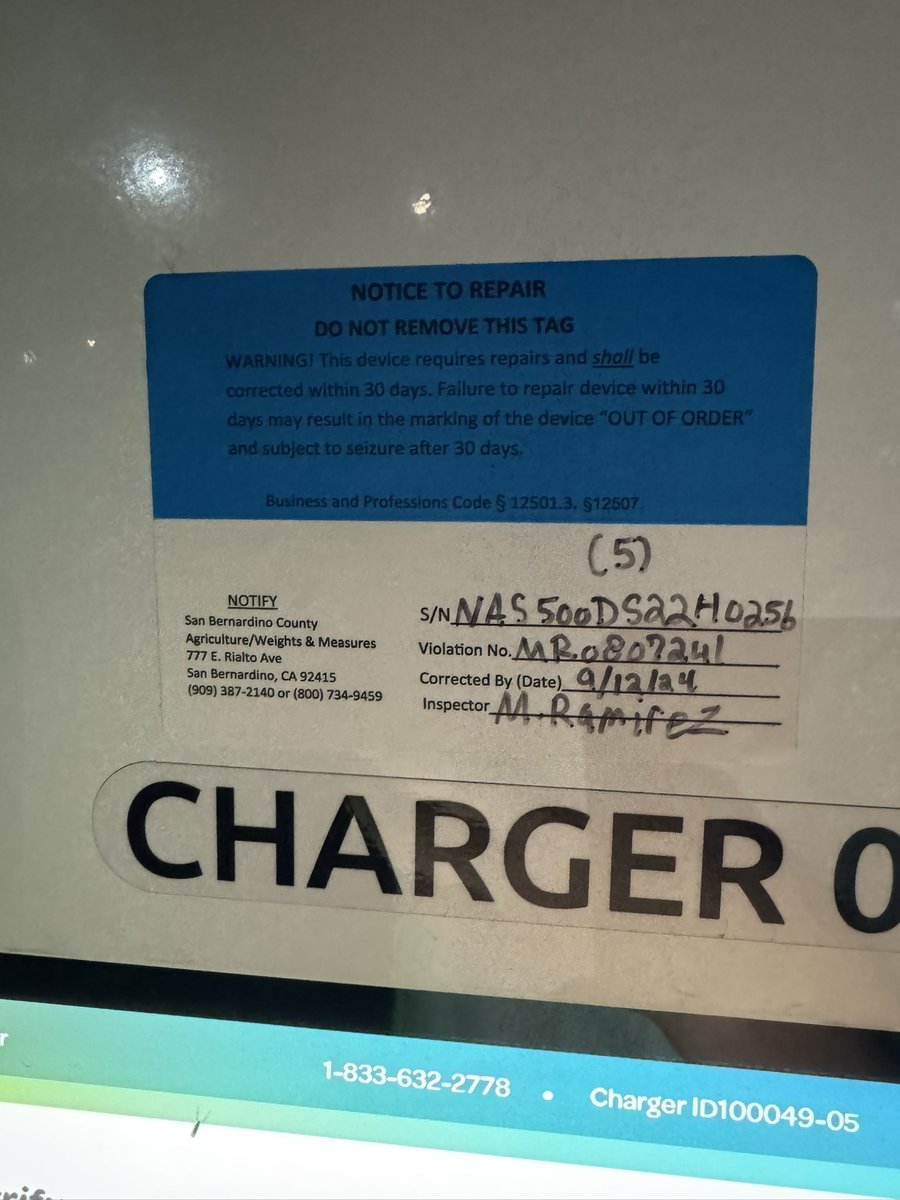 NOTICE TO REPAIR
DO NOT REMOVE THIS TAG
WARNING! This device requires repairs and shall be
corrected within 30 days. Failure to repair device within 30
days may result in the marking of the device "OUT OF ORDER"
and subject to seizure after 30 days.
Business and Professions Code § 12501.3. §12507.
(5)
NOTIFY
San Bernardino County
Agriculture/Weights & Measures
777 E. Rialto Ave
San Bernardino, CA 92415
(909) 387-2140 or (800) 734-9459
S/N NAS500DS22H0256
Violation No. MR.0807241
Corrected By (Date) 9/12/24
Inspector M. Ramirez
CHARGER 0
1-833-632-2778 • Charger ID100049-05